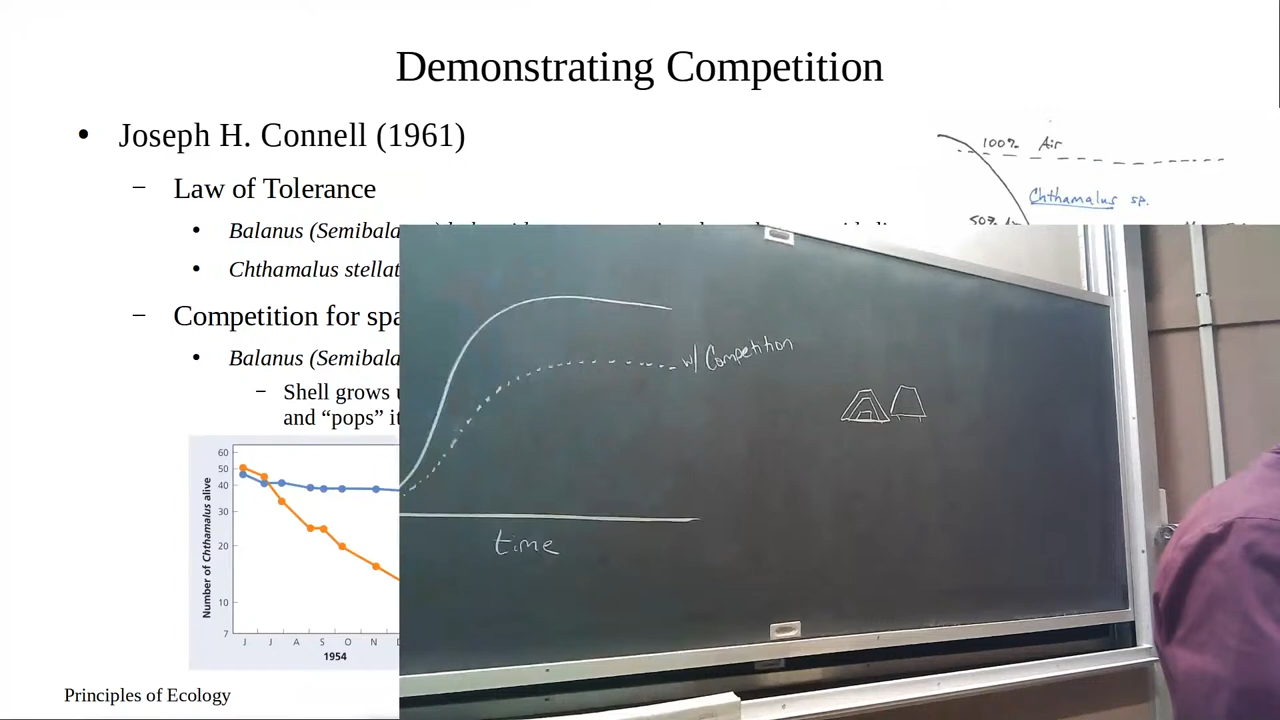 Demonstrating Competition
• Joseph H. Connell (1961)
– Law of Tolerance
• Balanus (Semibala
• Chthamalus stellat
– Competition for spa
• Balanus (Semibala
– Shell grows u
and “pops” it
100% Air
Chthamalus sp.
50%
w/ Competition
time
Number of Chthamalus alive
60
50
40
30
20
10
7
J J A S O N
1954
Principles of Ecology